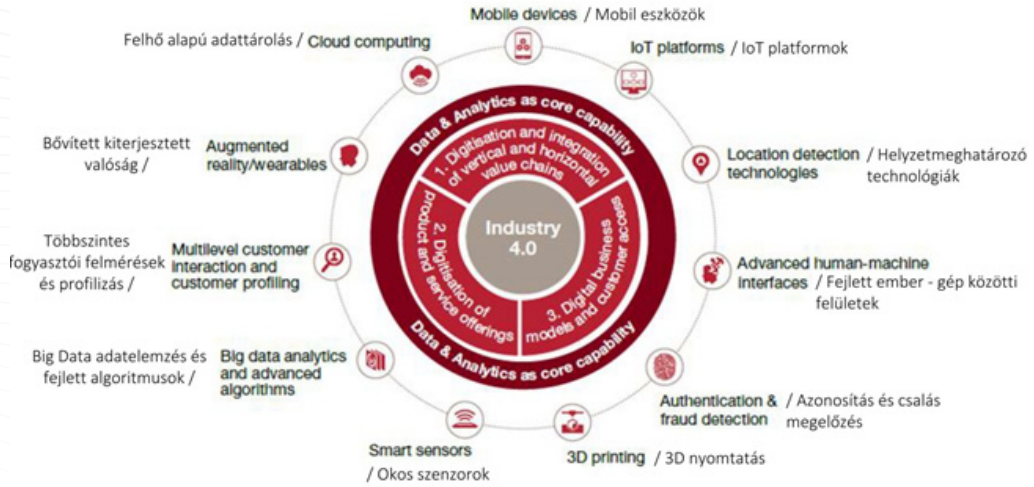 Mobile devices / Mobil eszközök
Felhő alapú adattárolás / Cloud computing
IoT platforms / IoT platformok
Bővített kiterjesztett
valóság /
Augmented
reality/wearables
Location detection
technologies
/ Helyzetmeghatározó
technológiák
Többszintes
fogyasztói felmérések
és profilizás /
Multilevel customer
interaction and
customer profiling
Advanced human-machine
interfaces / Fejlett ember - gép közötti
felületek
Big Data adatelemzés és
fejlett algoritmusok /
Big data analytics
and advanced
algorithms
Authentication &
fraud detection
/ Azonosítás és csalás
megelőzés
Smart sensors
/ Okos szenzorok
3D printing / 3D nyomtatás
Data & Analytics as core capability
1. Digitisation and integration
of vertical and horizontal
value chains
2. Digitisation of
product and service offerings
3. Digital business
models and customer access
Industry
4.0
Data & Analytics as core capability